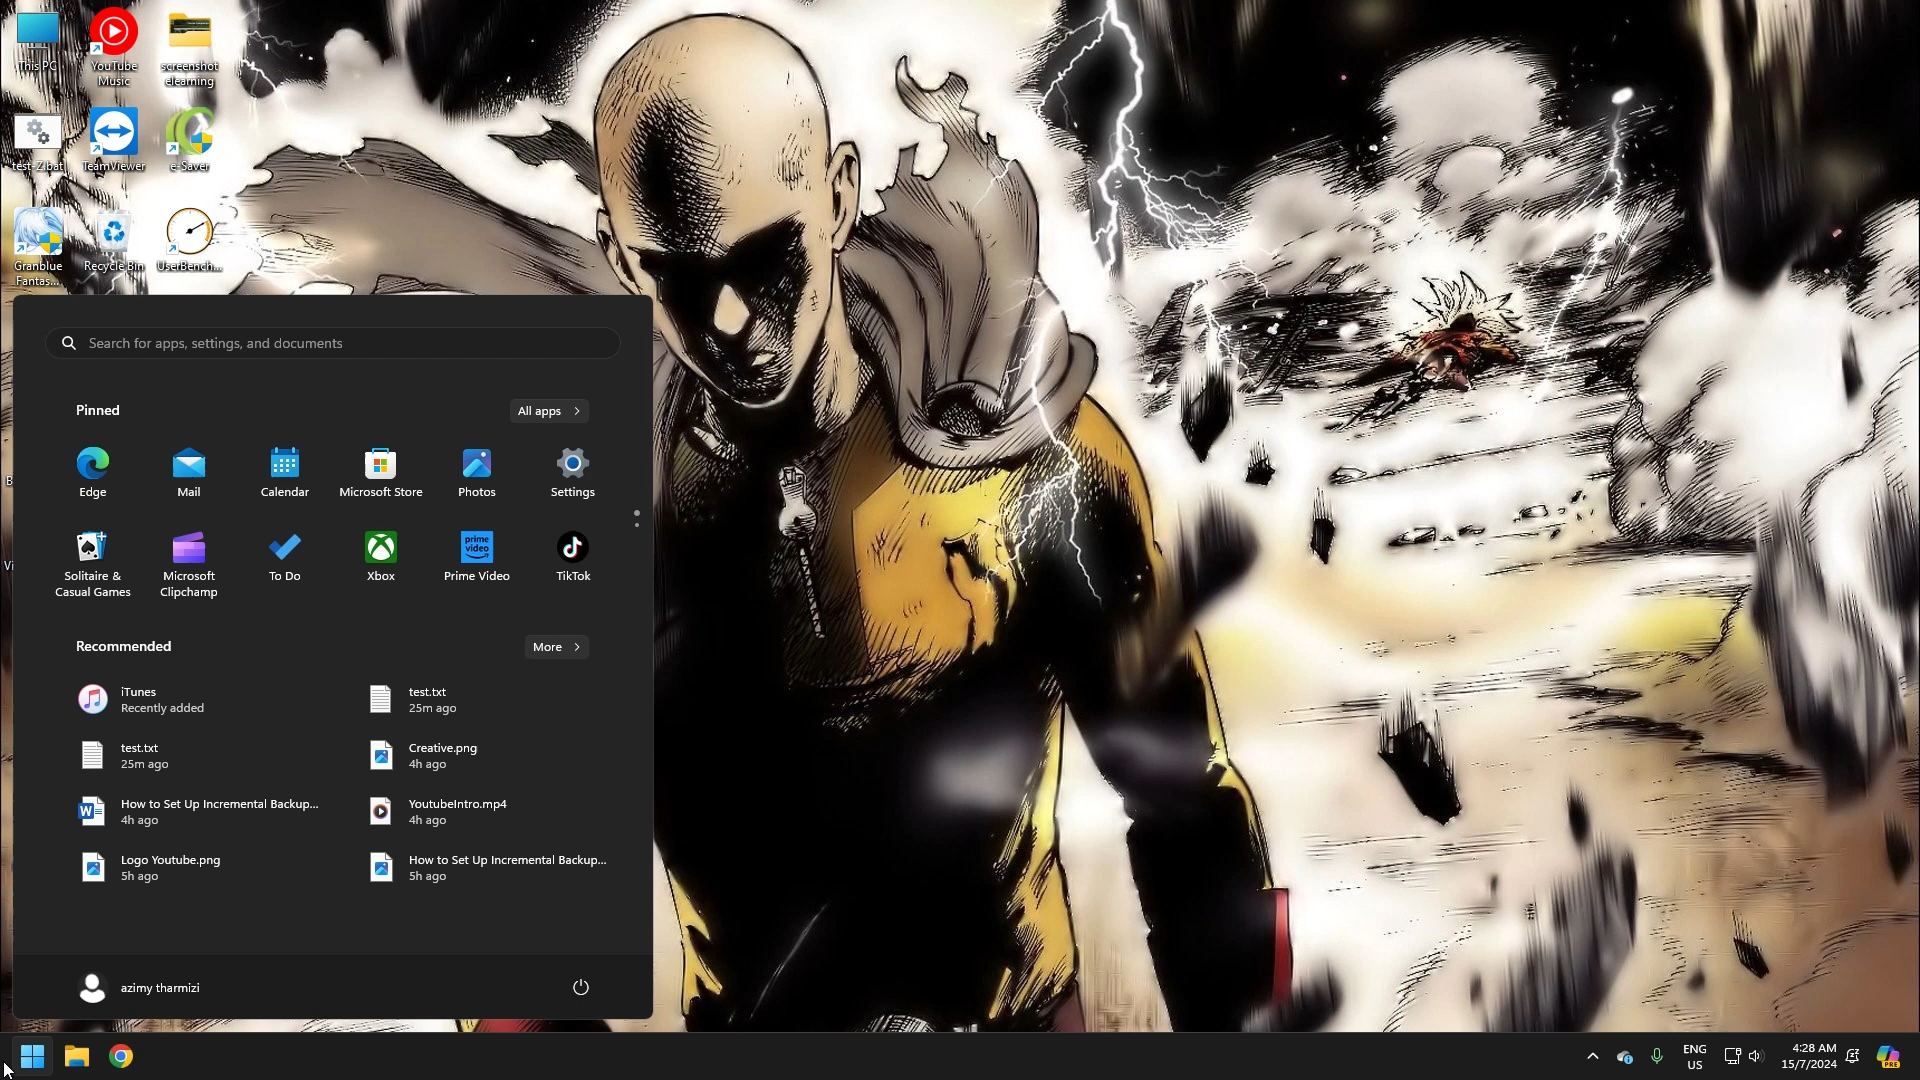 This PC
YouTube
Music
screenshot
elearning
test-Zibat
TeamViewer
e-Saver
Granblue
Fantas...
Recycle Bin
UserBench...
Search for apps, settings, and documents
Pinned
All apps
Edge
Mail
Calendar
Microsoft Store
Photos
Settings
Solitaire &
Casual Games
Microsoft
Clipchamp
To Do
Xbox
prime
video
Prime Video
TikTok
Recommended
More
iTunes
Recently added
test.txt
25m ago
test.txt
25m ago
Creative.png
4h ago
How to Set Up Incremental Backup...
4h ago
YoutubeIntro.mp4
4h ago
Logo Youtube.png
5h ago
How to Set Up Incremental Backup...
5h ago
azimy tharmizi
ENG
US
4:28 AM
15/7/2024
PRE